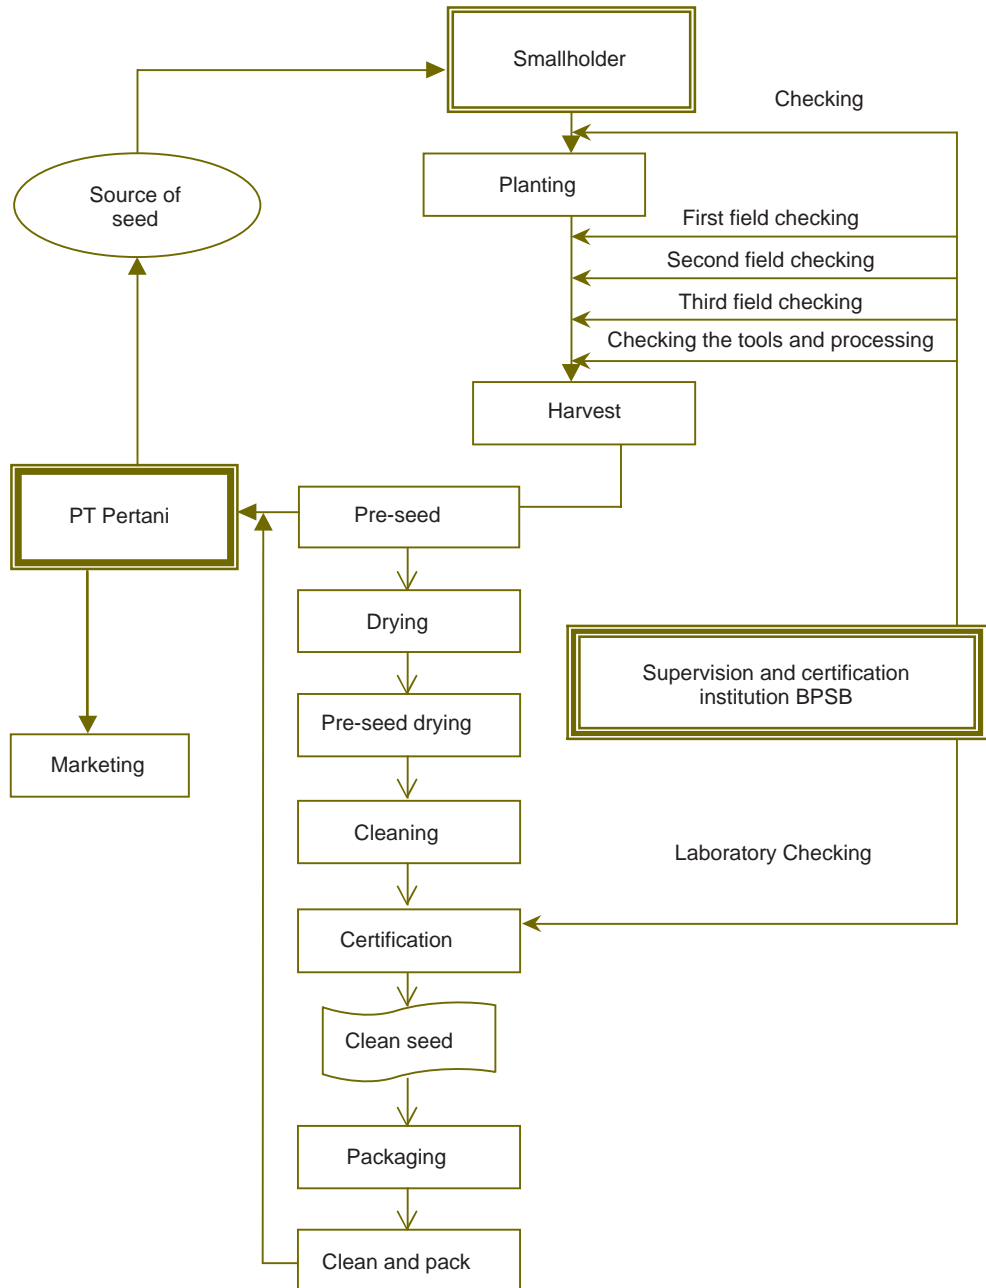 Smallholder
Checking
Planting
Source of
seed
First field checking
Second field checking
Third field checking
Checking the tools and processing
Harvest
PT Pertani
Pre-seed
Drying
Supervision and certification
institution BPSB
Pre-seed drying
Marketing
Cleaning
Laboratory Checking
Certification
Clean seed
Packaging
Clean and pack